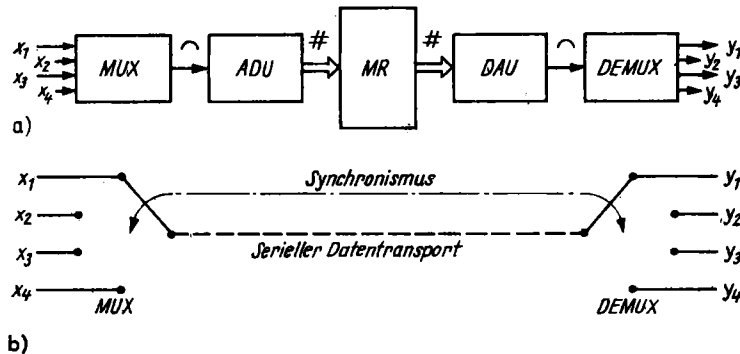 x1 x2 x3 x4 MUX ⌒ ADU # MR # DAU ⌒ DEMUX y1 y2 y3 y4
a)
x1 Synchronismus y1
x2 y2
x3 Serieller Datentransport y3
x4 MUX DEMUX y4
b)